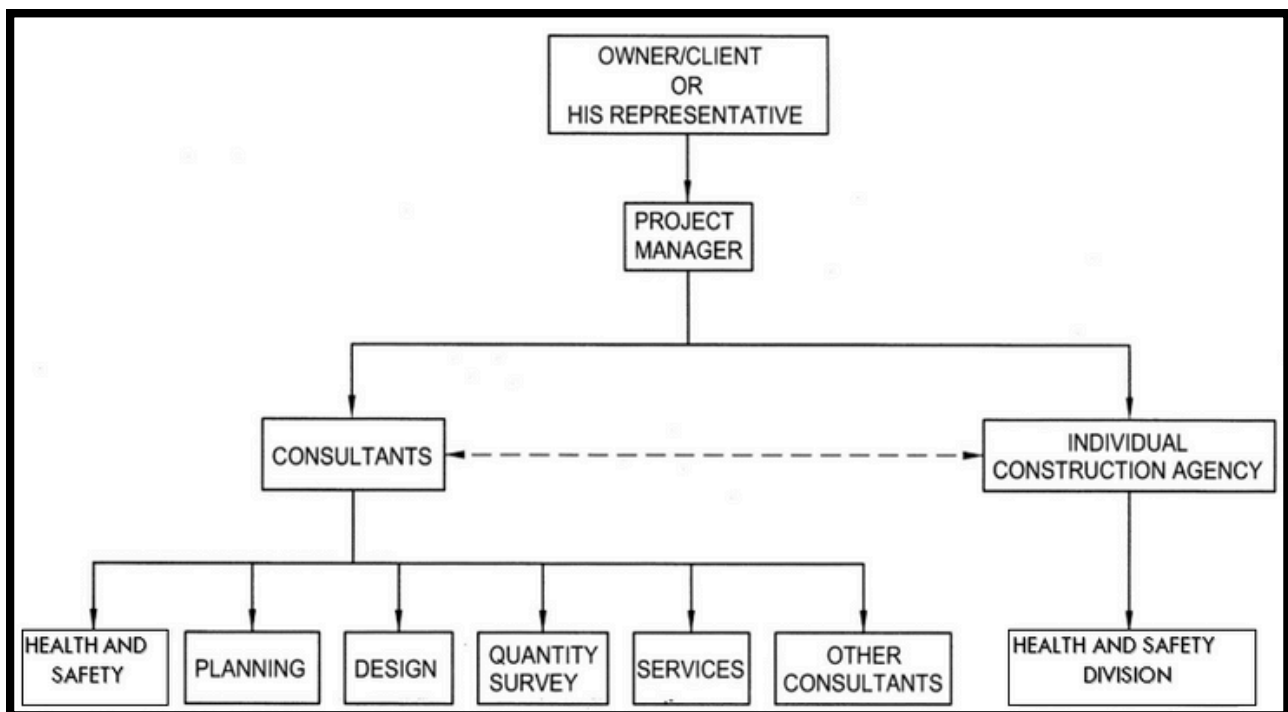 OWNER/CLIENT
OR
HIS REPRESENTATIVE
PROJECT
MANAGER
CONSULTANTS
INDIVIDUAL
CONSTRUCTION AGENCY
HEALTH AND
SAFETY
PLANNING
DESIGN
QUANTITY
SURVEY
SERVICES
OTHER
CONSULTANTS
HEALTH AND SAFETY
DIVISION